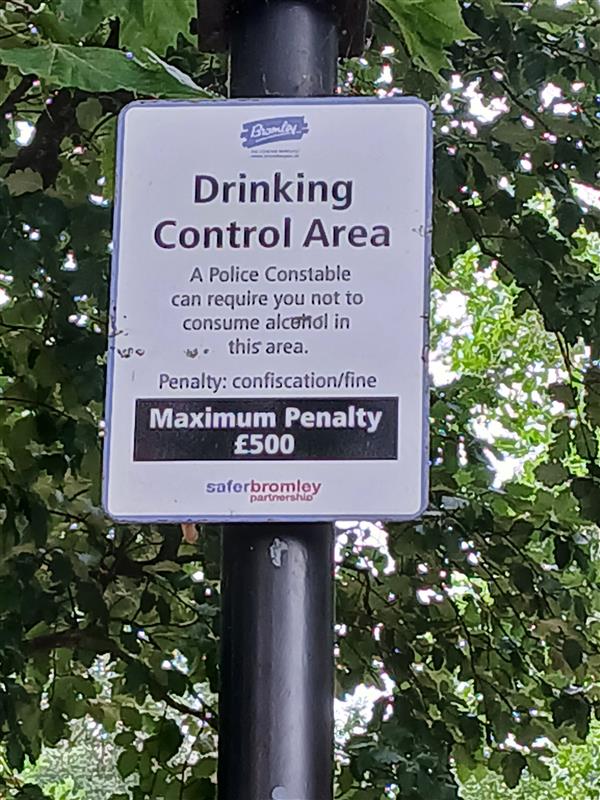 Bromley
Drinking
Control Area
A Police Constable
can require you not to
consume alcohol in
this area.
Penalty: confiscation/fine
Maximum Penalty
£500
saferbromley
partnership